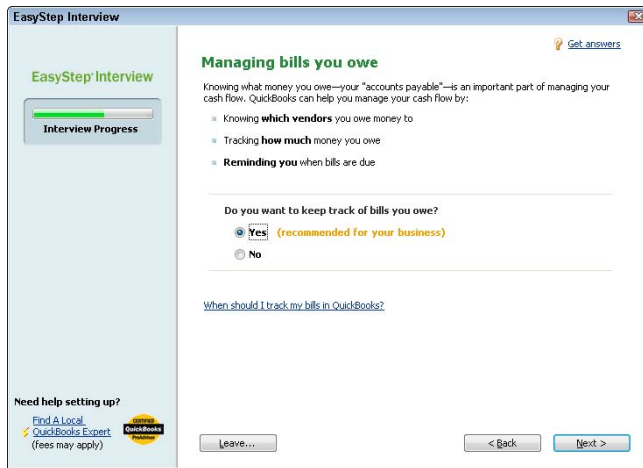 EasyStep Interview
Get answers
Managing bills you owe
EasyStep Interview
Knowing what money you owe—your "accounts payable"—is an important part of managing your
cash flow. QuickBooks can help you manage your cash flow by:
Interview Progress
Knowing which vendors you owe money to
Tracking how much money you owe
Reminding you when bills are due
Do you want to keep track of bills you owe?
Yes (recommended for your business)
No
When should I track my bills in QuickBooks?
Need help setting up?
Find A Local
QuickBooks Expert
(fees may apply)
CERTIFIED
QuickBooks
ProAdvisor
Leave...
< Back
Next >